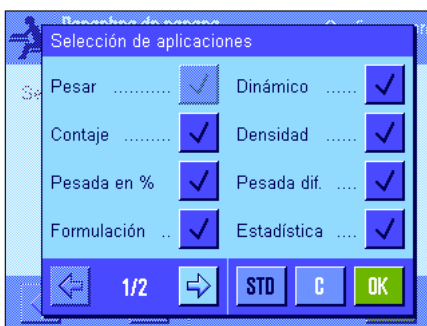 Selección de aplicaciones
Pesar .......... Dinámico ......
Contaje ......... Densidad ......
Pesada en % Pesada dif. ....
Formulación .. Estadística ....
1/2 STD C OK